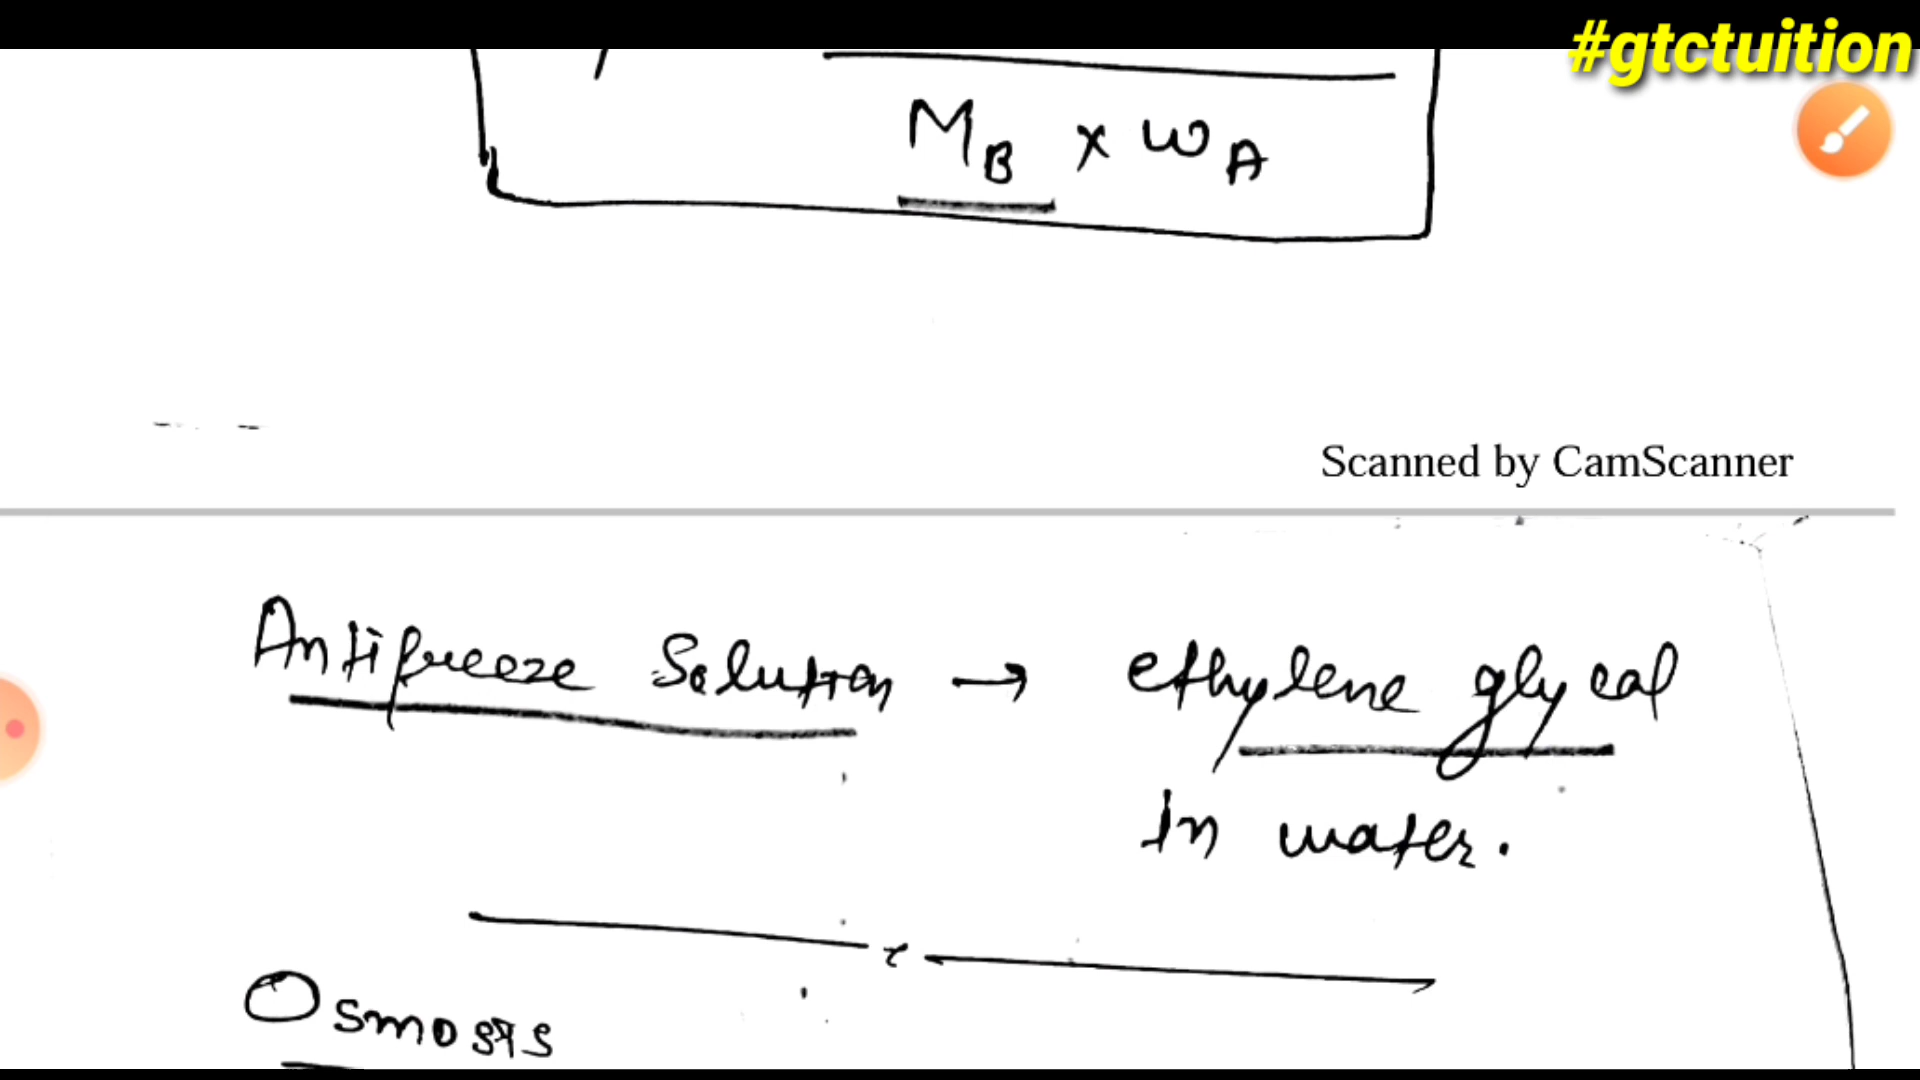 #gtctuition
M_B × W_A
Scanned by CamScanner
Antifreeze Solution → ethylene glycol
In water.
Osmosis